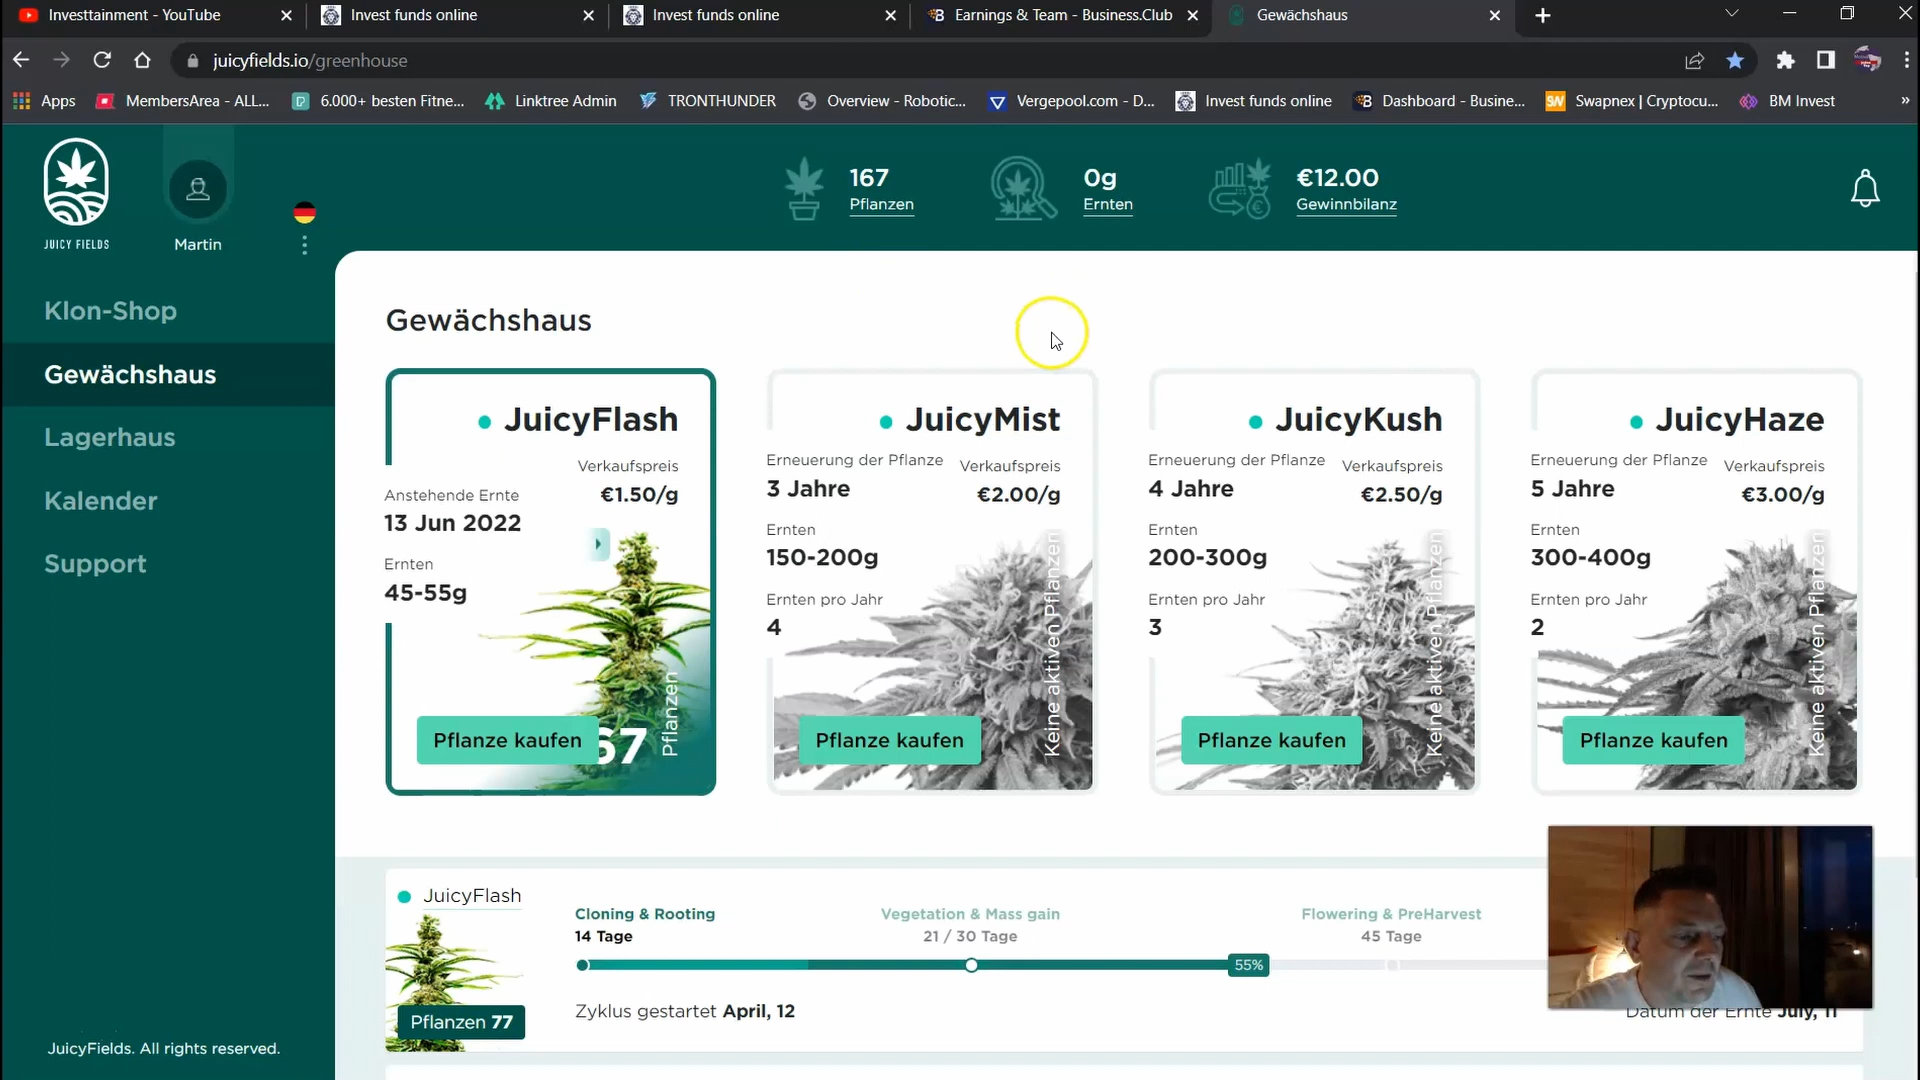 Investtainment - YouTube
Invest funds online
Invest funds online
Earnings & Team - Business.Club
Gewächshaus
juicyfields.io/greenhouse
Apps
MembersArea - ALL...
6.000+ besten Fitne...
Linktree Admin
TRONTHUNDER
Overview - Robotic...
Vergepool.com - D...
Invest funds online
Dashboard - Busine...
Swapnex | Cryptocu...
BM Invest
»
JUICY FIELDS
Martin
167
Pflanzen
0g
Ernten
€12.00
Gewinnbilanz
Klon-Shop
Gewächshaus
Lagerhaus
Kalender
Support
JuicyFields. All rights reserved.
Gewächshaus
JuicyFlash
Verkaufspreis
€1.50/g
Anstehende Ernte
13 Jun 2022
Ernten
45-55g
Pflanze kaufen
67
Pflanzen
JuicyMist
Erneuerung der Pflanze
3 Jahre
Verkaufspreis
€2.00/g
Ernten
150-200g
Ernten pro Jahr
4
Pflanze kaufen
Keine aktiven Pflanzen
JuicyKush
Erneuerung der Pflanze
4 Jahre
Verkaufspreis
€2.50/g
Ernten
200-300g
Ernten pro Jahr
3
Pflanze kaufen
Keine aktiven Pflanzen
JuicyHaze
Erneuerung der Pflanze
5 Jahre
Verkaufspreis
€3.00/g
Ernten
300-400g
Ernten pro Jahr
2
Pflanze kaufen
Keine aktiven Pflanzen
JuicyFlash
Pflanzen 77
Cloning & Rooting
14 Tage
Vegetation & Mass gain
21 / 30 Tage
Flowering & PreHarvest
45 Tage
55%
Zyklus gestartet April, 12
Datum der Ernte July, 11